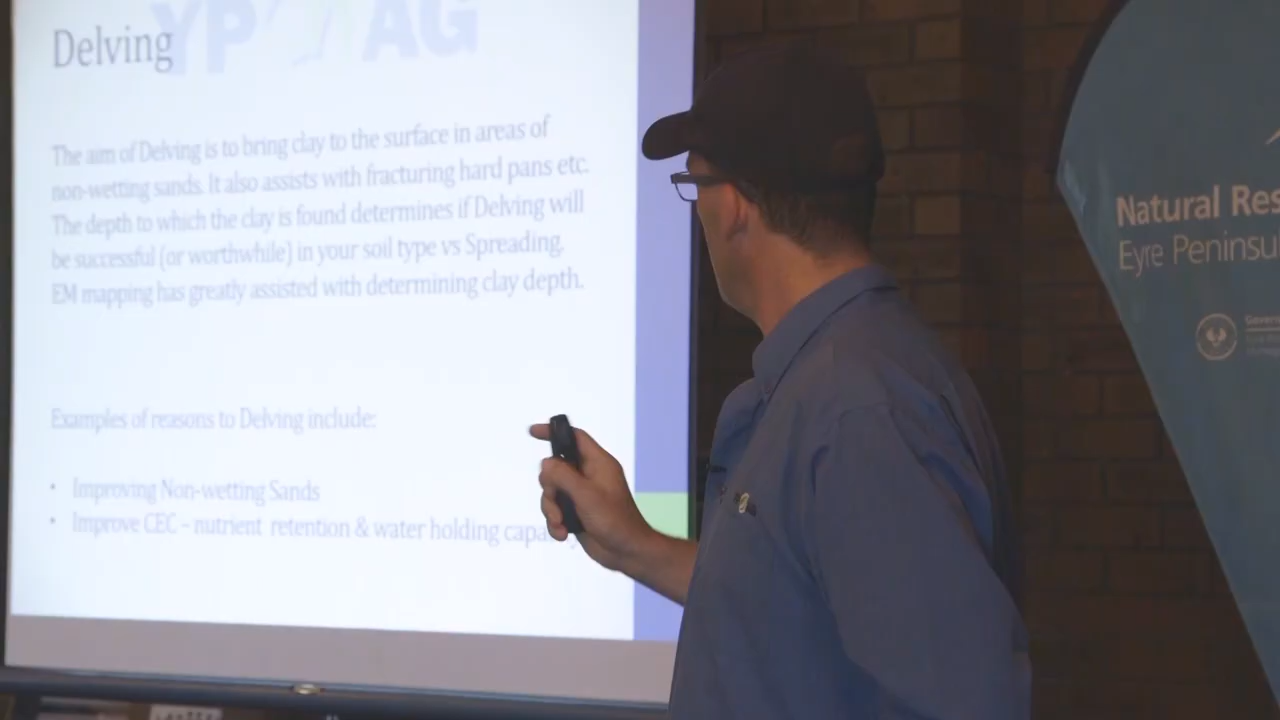 YP AG
Delving
The aim of Delving is to bring clay to the surface in areas of
non-wetting sands. It also assists with fracturing hard pans etc.
The depth to which the clay is found determines if Delving will
be successful (or worthwhile) in your soil type vs Spreading.
EM mapping has greatly assisted with determining clay depth.
Examples of reasons to Delving include:
• Improving Non-wetting Sands
• Improve CEC – nutrient retention & water holding capa
Natural Res
Eyre Peninsu
Govern